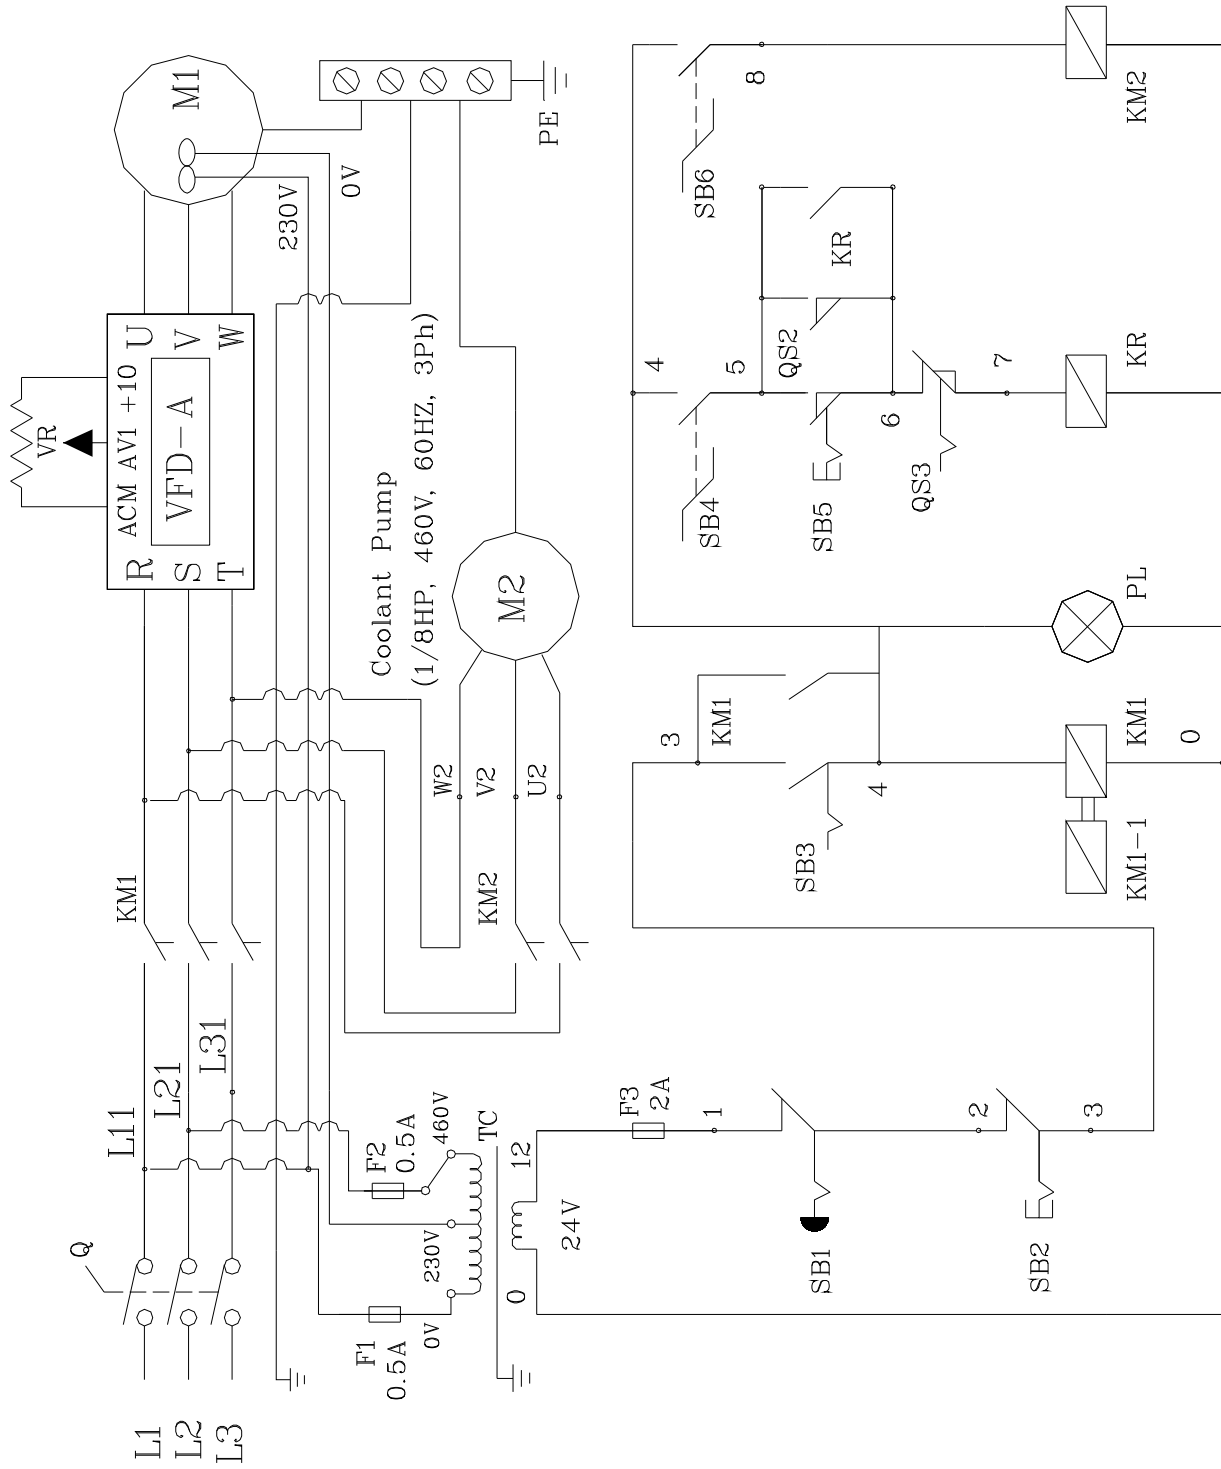 L1
L2
L3
Q
L11
L21
L31
KM1
R
S
T
ACM AV1 +10
VR
VFD-A
U
V
W
M1
230V
0V
PE
Coolant Pump
(1/8HP, 460V, 60HZ, 3Ph)
M2
W2
V2
U2
KM2
F1
0.5A
F2
0.5A
0V
230V
460V
TC
0
24V
12
F3
2A
1
SB1
2
SB2
3
3
KM1
SB3
4
KM1-1
KM1
0
PL
4
SB4
5
SB5
QS2
KR
6
QS3
7
KR
SB6
8
KM2